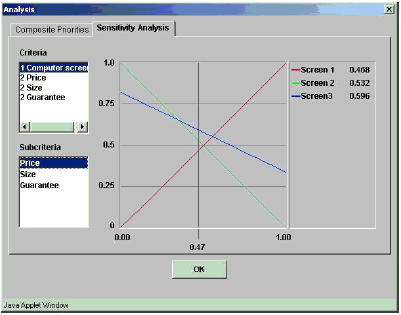 Analysis
Composite Priorities
Sensitivity Analysis
Criteria
1 Computer screen
2 Price
2 Size
2 Guarantee
Subcriteria
Price
Size
Guarantee
1.0
0.75
0.5
0.25
0
0.00
1.00
0.47
Screen 1 0.468
Screen 2 0.532
Screen3 0.596
OK
Java Applet Window